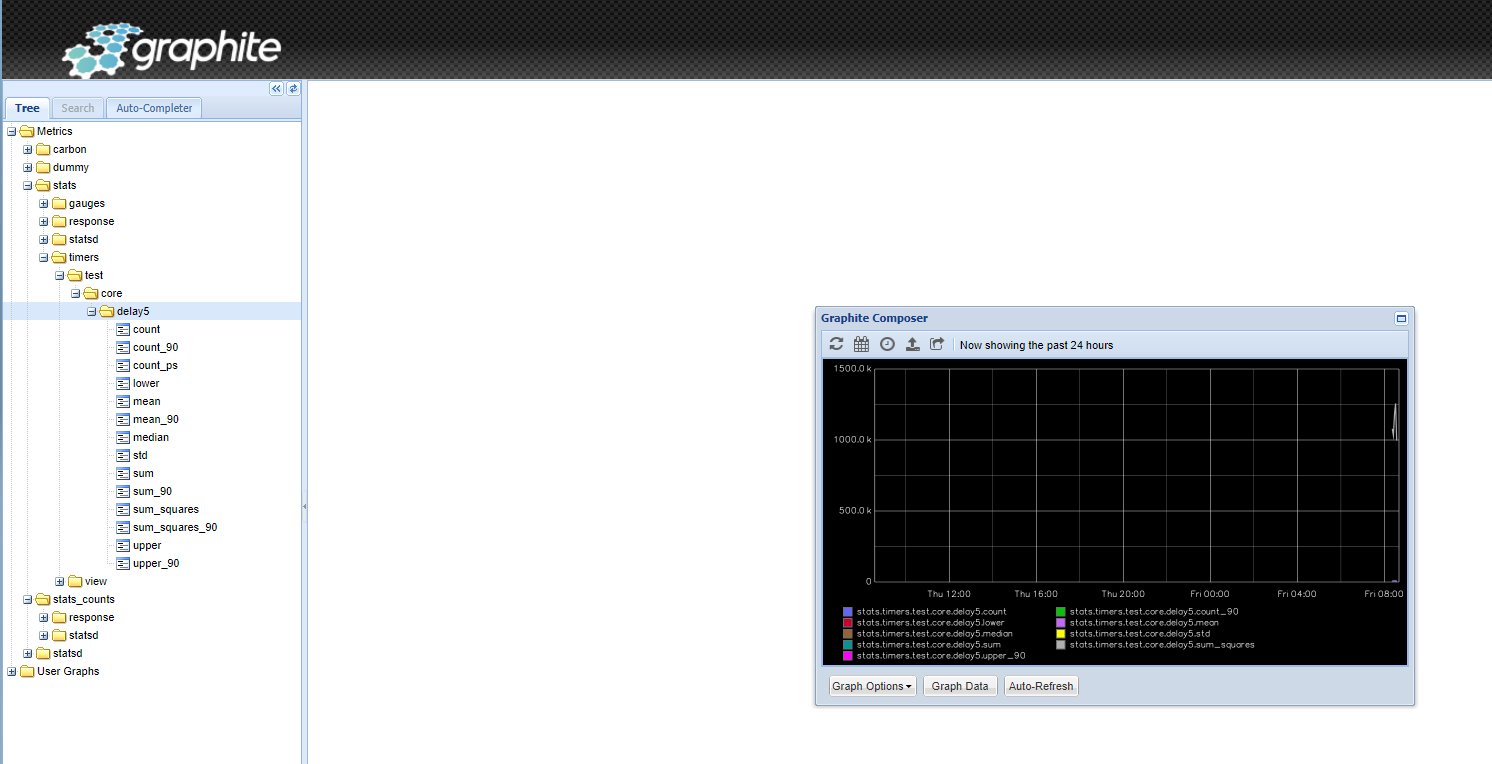 graphite
Tree Search Auto-Completer
Metrics
carbon
dummy
stats
gauges
response
statsd
timers
test
core
delay5
count
count_90
count_ps
lower
mean
mean_90
median
std
sum
sum_90
sum_squares
sum_squares_90
upper
upper_90
view
stats_counts
response
statsd
statsd
User Graphs
Graphite Composer
Now showing the past 24 hours
1500.0 k
1000.0 k
500.0 k
0
Thu 12:00 Thu 16:00 Thu 20:00 Fri 00:00 Fri 04:00 Fri 08:00
stats.timers.test.core.delay5.count stats.timers.test.core.delay5.count_90
stats.timers.test.core.delay5.lower stats.timers.test.core.delay5.mean
stats.timers.test.core.delay5.median stats.timers.test.core.delay5.std
stats.timers.test.core.delay5.sum stats.timers.test.core.delay5.sum_squares
stats.timers.test.core.delay5.upper_90
Graph Options Graph Data Auto-Refresh